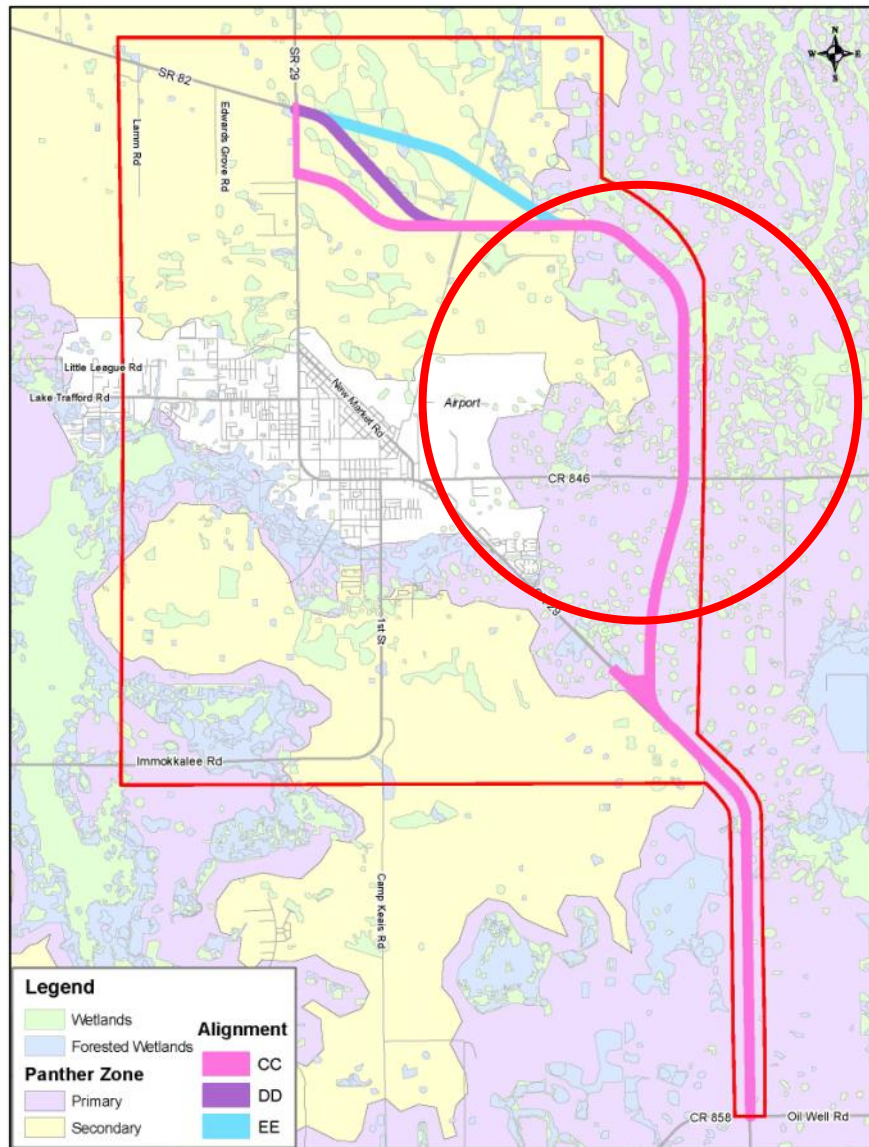 N
W E
S
SR 82
SR 29
Lamm Rd
Edwards Grove Rd
Little League Rd
Lake Trafford Rd
New Market Rd
Airport
CR 846
29
1st St
Immokkalee Rd
Camp Keais Rd
CR 858
Oil Well Rd
Legend
Wetlands
Forested Wetlands
Panther Zone
Primary
Secondary
Alignment
CC
DD
EE